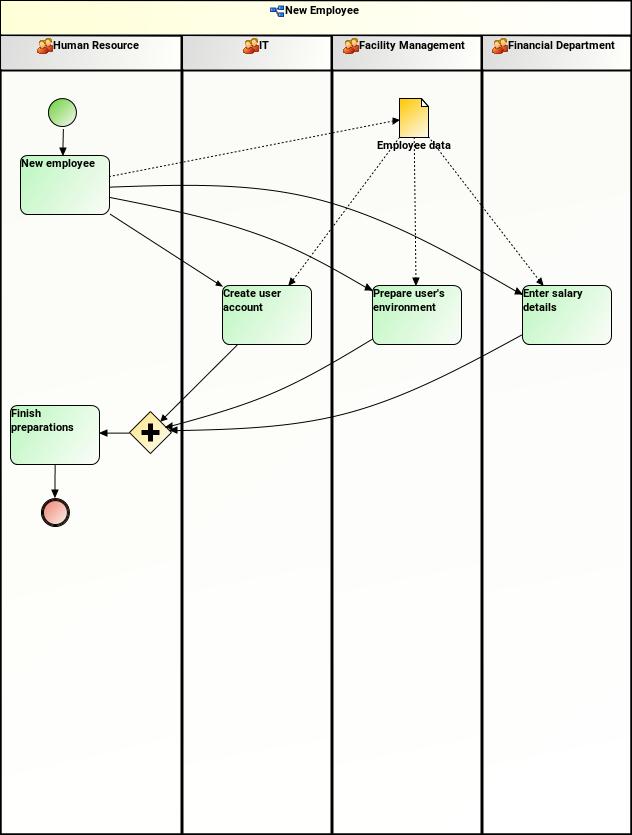 New Employee
Human Resource
IT
Facility Management
Financial Department
Employee data
New employee
Create user
account
Prepare user's
environment
Enter salary
details
Finish
preparations